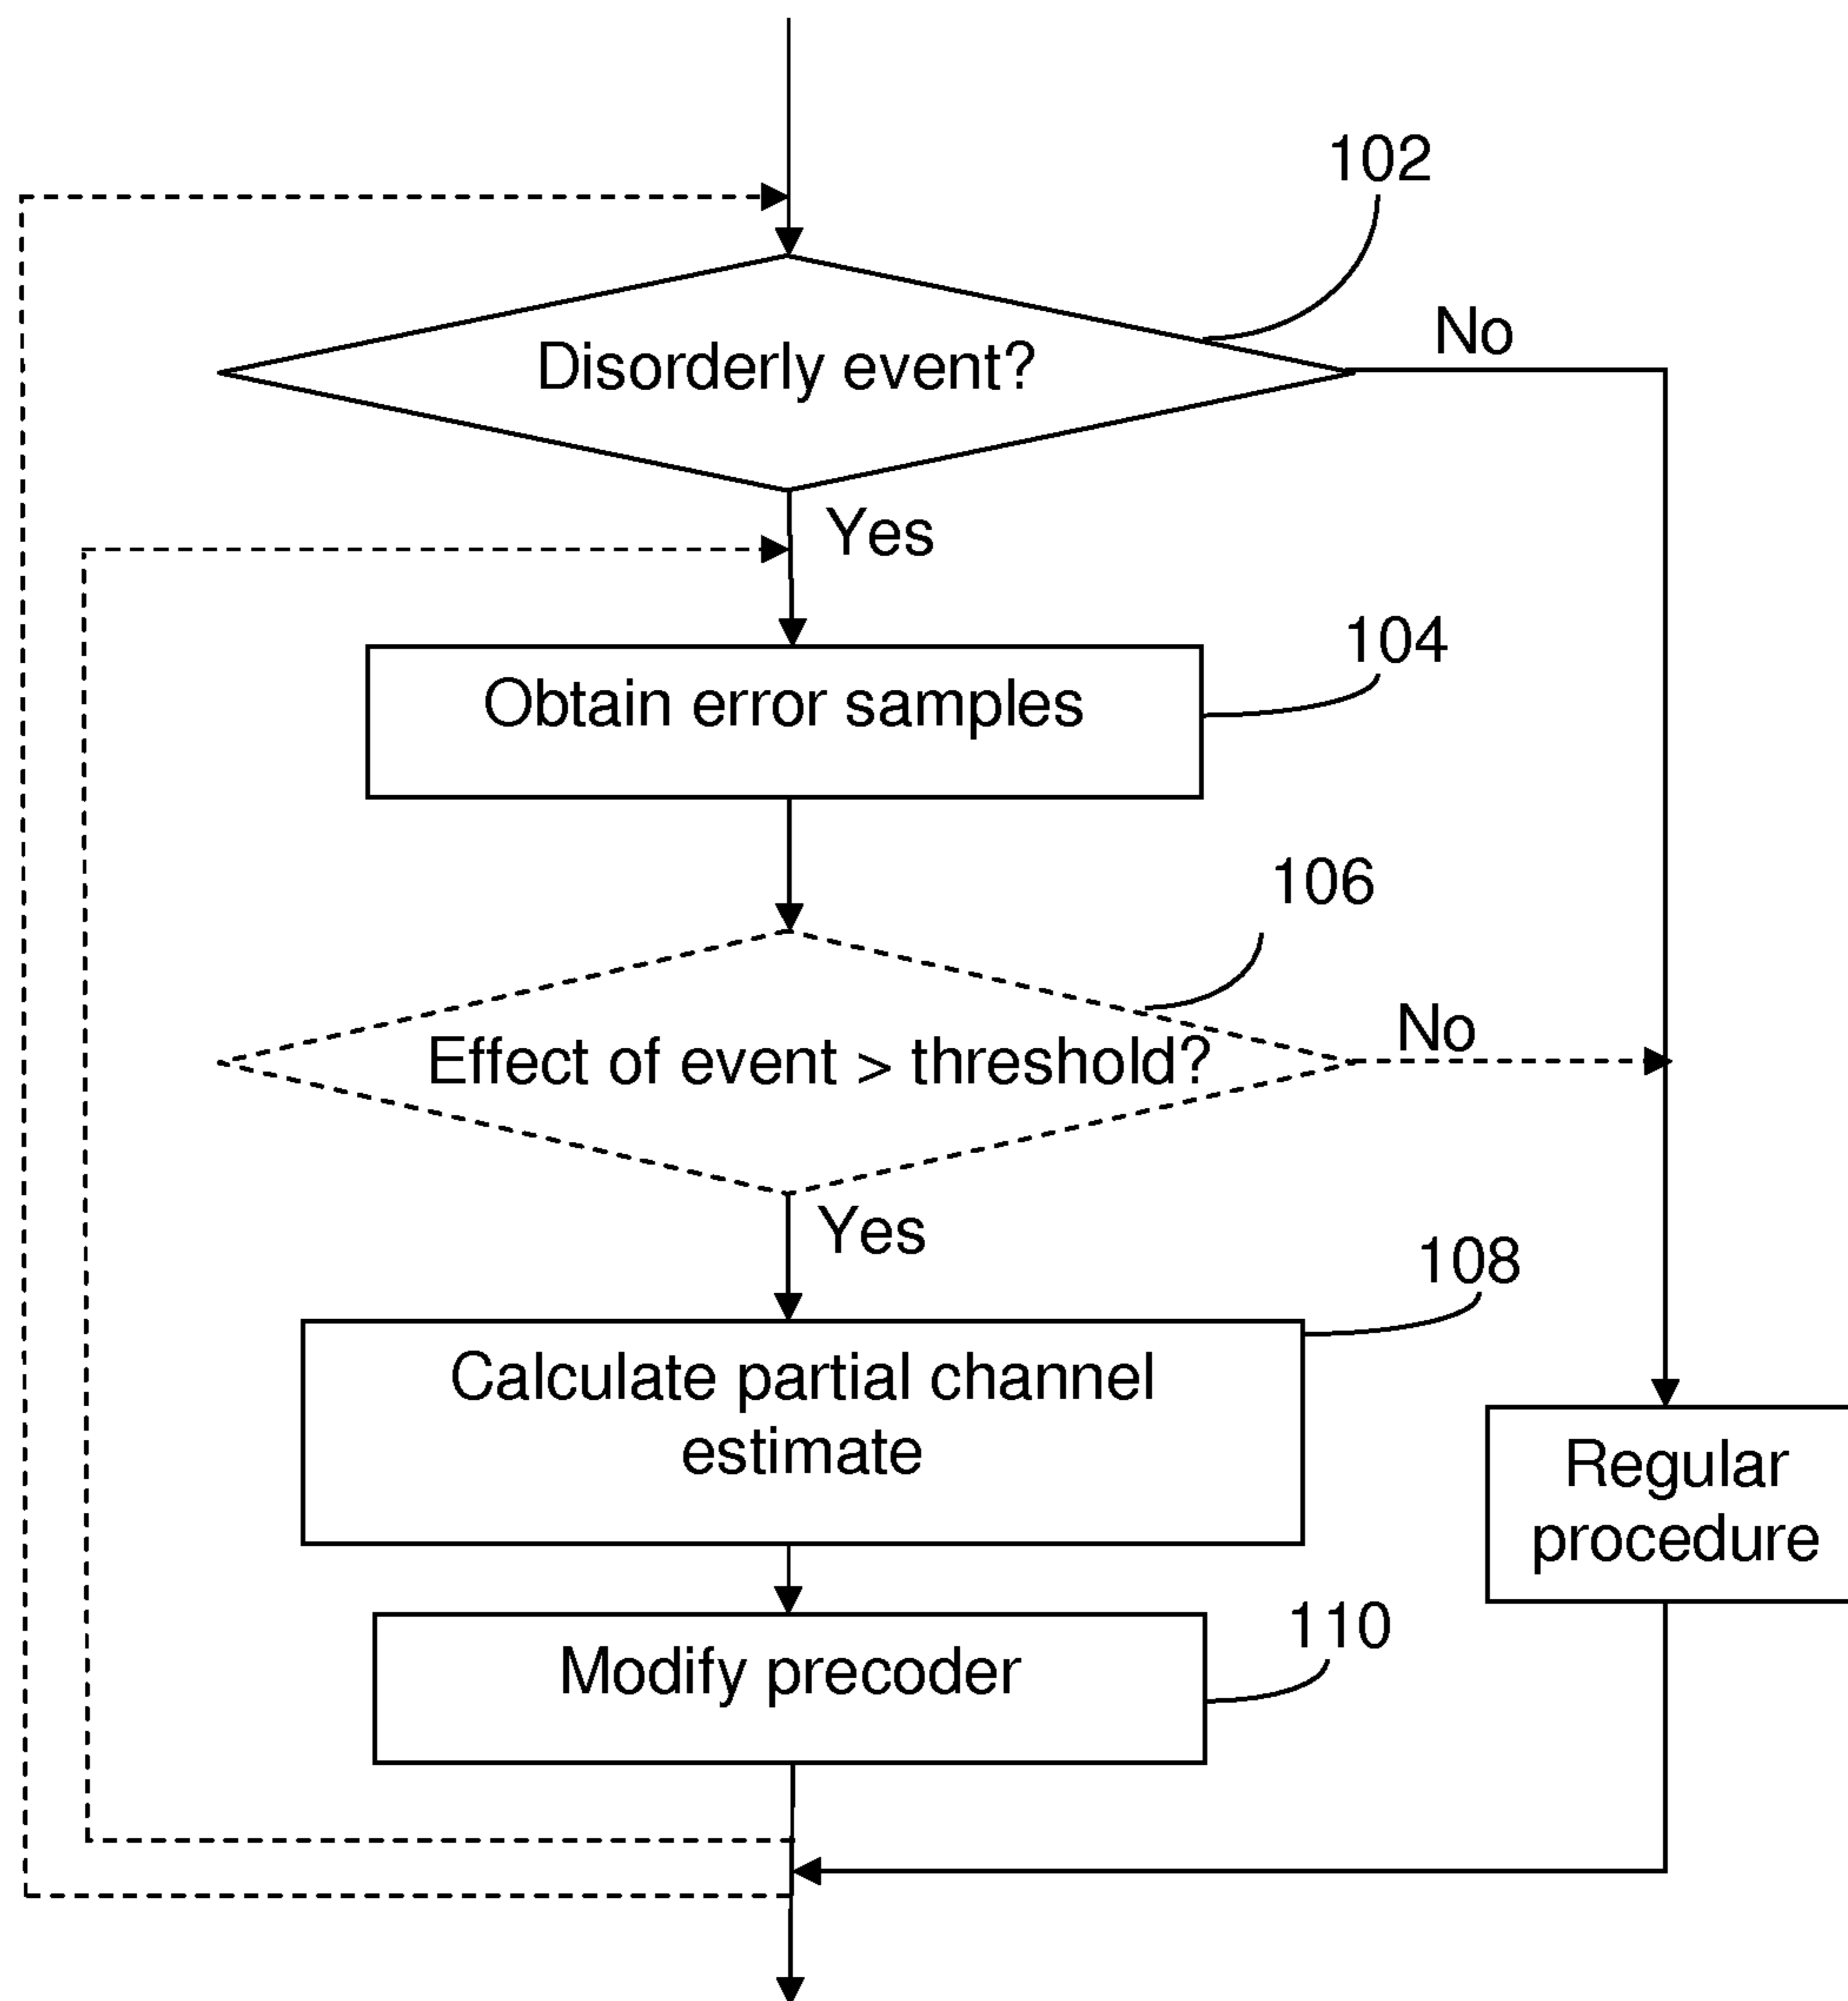 102
No
Disorderly event?
Yes
104
Obtain error samples
106
No
Effect of event > threshold?
Yes
108
Calculate partial channel
estimate
Regular
procedure
110
Modify precoder